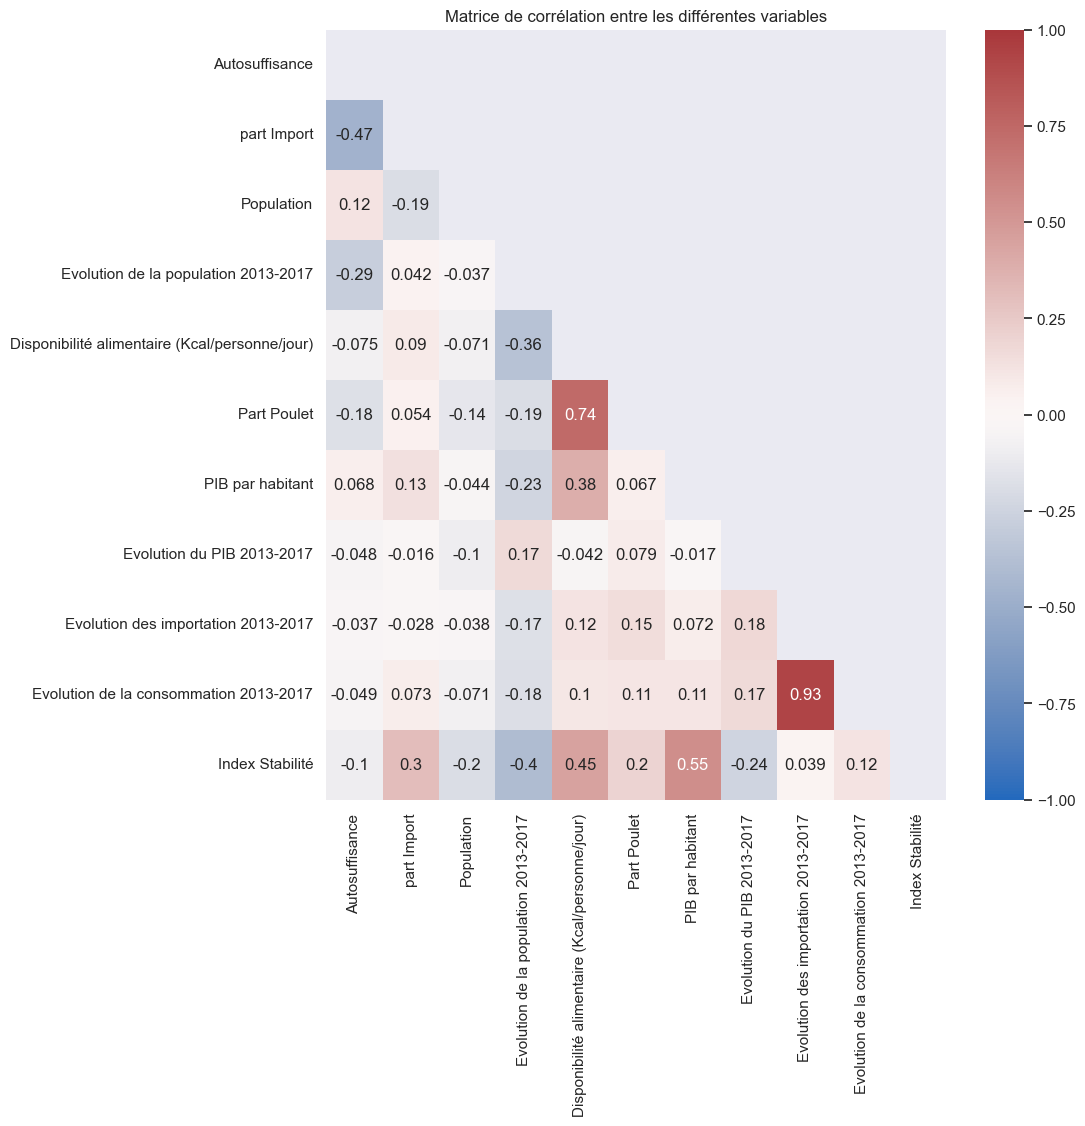 Matrice de corrélation entre les différentes variables
Autosuffisance
part Import -0.47
Population 0.12 -0.19
Evolution de la population 2013-2017 -0.29 0.042 -0.037
Disponibilité alimentaire (Kcal/personne/jour) -0.075 0.09 -0.071 -0.36
Part Poulet -0.18 0.054 -0.14 -0.19 0.74
PIB par habitant 0.068 0.13 -0.044 -0.23 0.38 0.067
Evolution du PIB 2013-2017 -0.048 -0.016 -0.1 0.17 -0.042 0.079 -0.017
Evolution des importation 2013-2017 -0.037 -0.028 -0.038 -0.17 0.12 0.15 0.072 0.18
Evolution de la consommation 2013-2017 -0.049 0.073 -0.071 -0.18 0.1 0.11 0.11 0.17 0.93
Index Stabilité -0.1 0.3 -0.2 -0.4 0.45 0.2 0.55 -0.24 0.039 0.12
Autosuffisance
part Import
Population
Evolution de la population 2013-2017
Disponibilité alimentaire (Kcal/personne/jour)
Part Poulet
PIB par habitant
Evolution du PIB 2013-2017
Evolution des importation 2013-2017
Evolution de la consommation 2013-2017
Index Stabilité
1.00
0.75
0.50
0.25
0.00
−0.25
−0.50
−0.75
−1.00